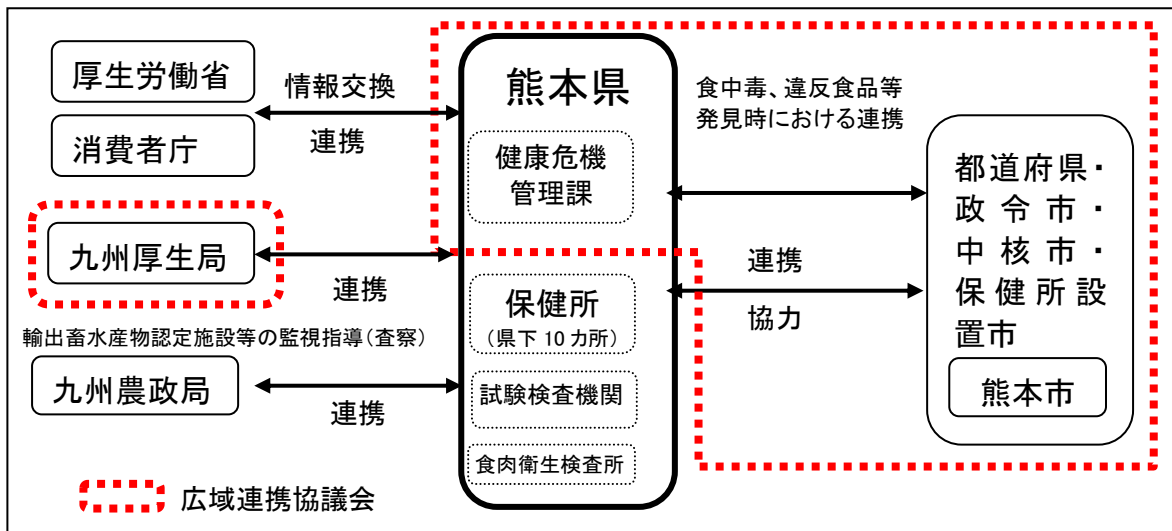 厚生労働省
消費者庁
情報交換
連携
九州厚生局
連携
輸出畜水産物認定施設等の監視指導(査察)
九州農政局
連携
広域連携協議会
熊本県
健康危機
管理課
保健所
(県下 10 カ所)
試験検査機関
食肉衛生検査所
食中毒、違反食品等
発見時における連携
連携
協力
都道府県・
政令市・
中核市・
保健所設
置市
熊本市